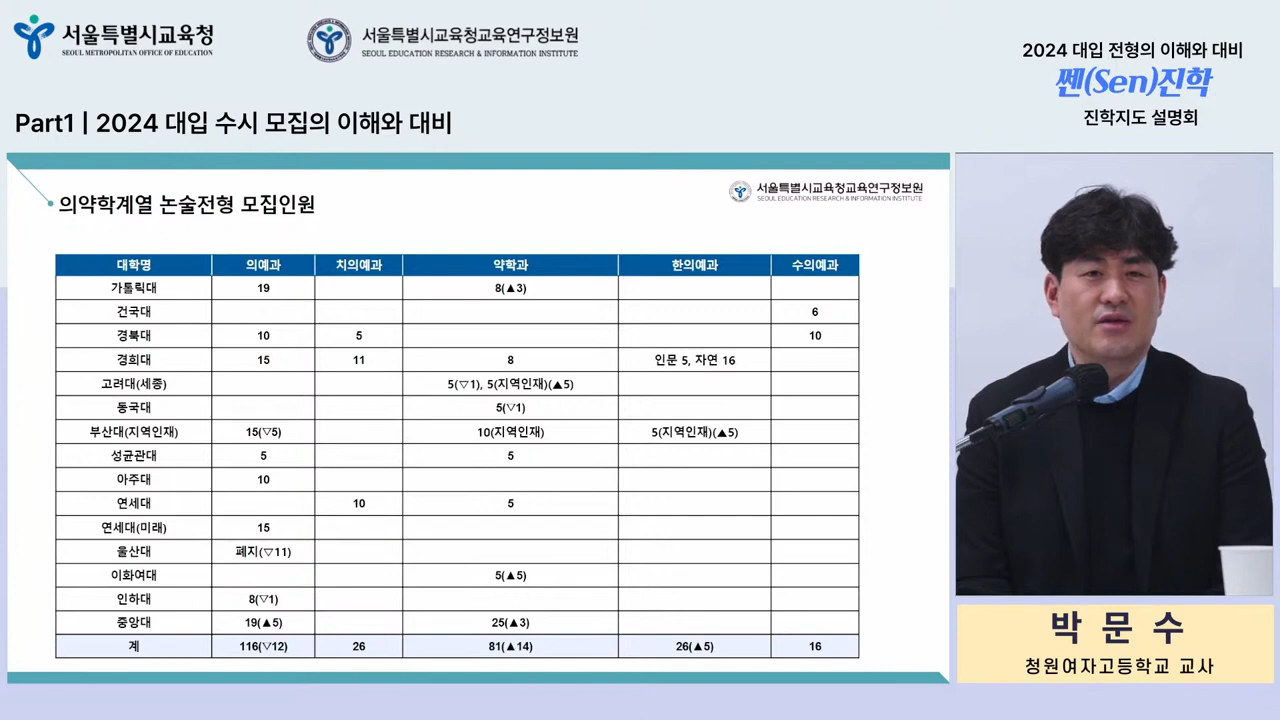 서울특별시교육청
SEOUL METROPOLITAN OFFICE OF EDUCATION
서울특별시교육청교육연구정보원
SEOUL EDUCATION RESEARCH & INFORMATION INSTITUTE
2024 대입 전형의 이해와 대비
쎈(Sen)진학
진학지도 설명회
Part1 | 2024 대입 수시 모집의 이해와 대비
의약학계열 논술전형 모집인원
서울특별시교육청교육연구정보원
SEOUL EDUCATION RESEARCH & INFORMATION INSTITUTE
대학명 의예과 치의예과 약학과 한의예과 수의예과
가톨릭대 19 8(▲3)
건국대 6
경북대 10 5 10
경희대 15 11 8 인문 5, 자연 16
고려대(세종) 5(▽1), 5(지역인재)(▲5)
동국대 5(▽1)
부산대(지역인재) 15(▽5) 10(지역인재) 5(지역인재)(▲5)
성균관대 5 5
아주대 10
연세대 10 5
연세대(미래) 15
울산대 폐지(▽11)
이화여대 5(▲5)
인하대 8(▽1)
중앙대 19(▲5) 25(▲3)
계 116(▽12) 26 81(▲14) 26(▲5) 16
박 문 수
청원여자고등학교 교사